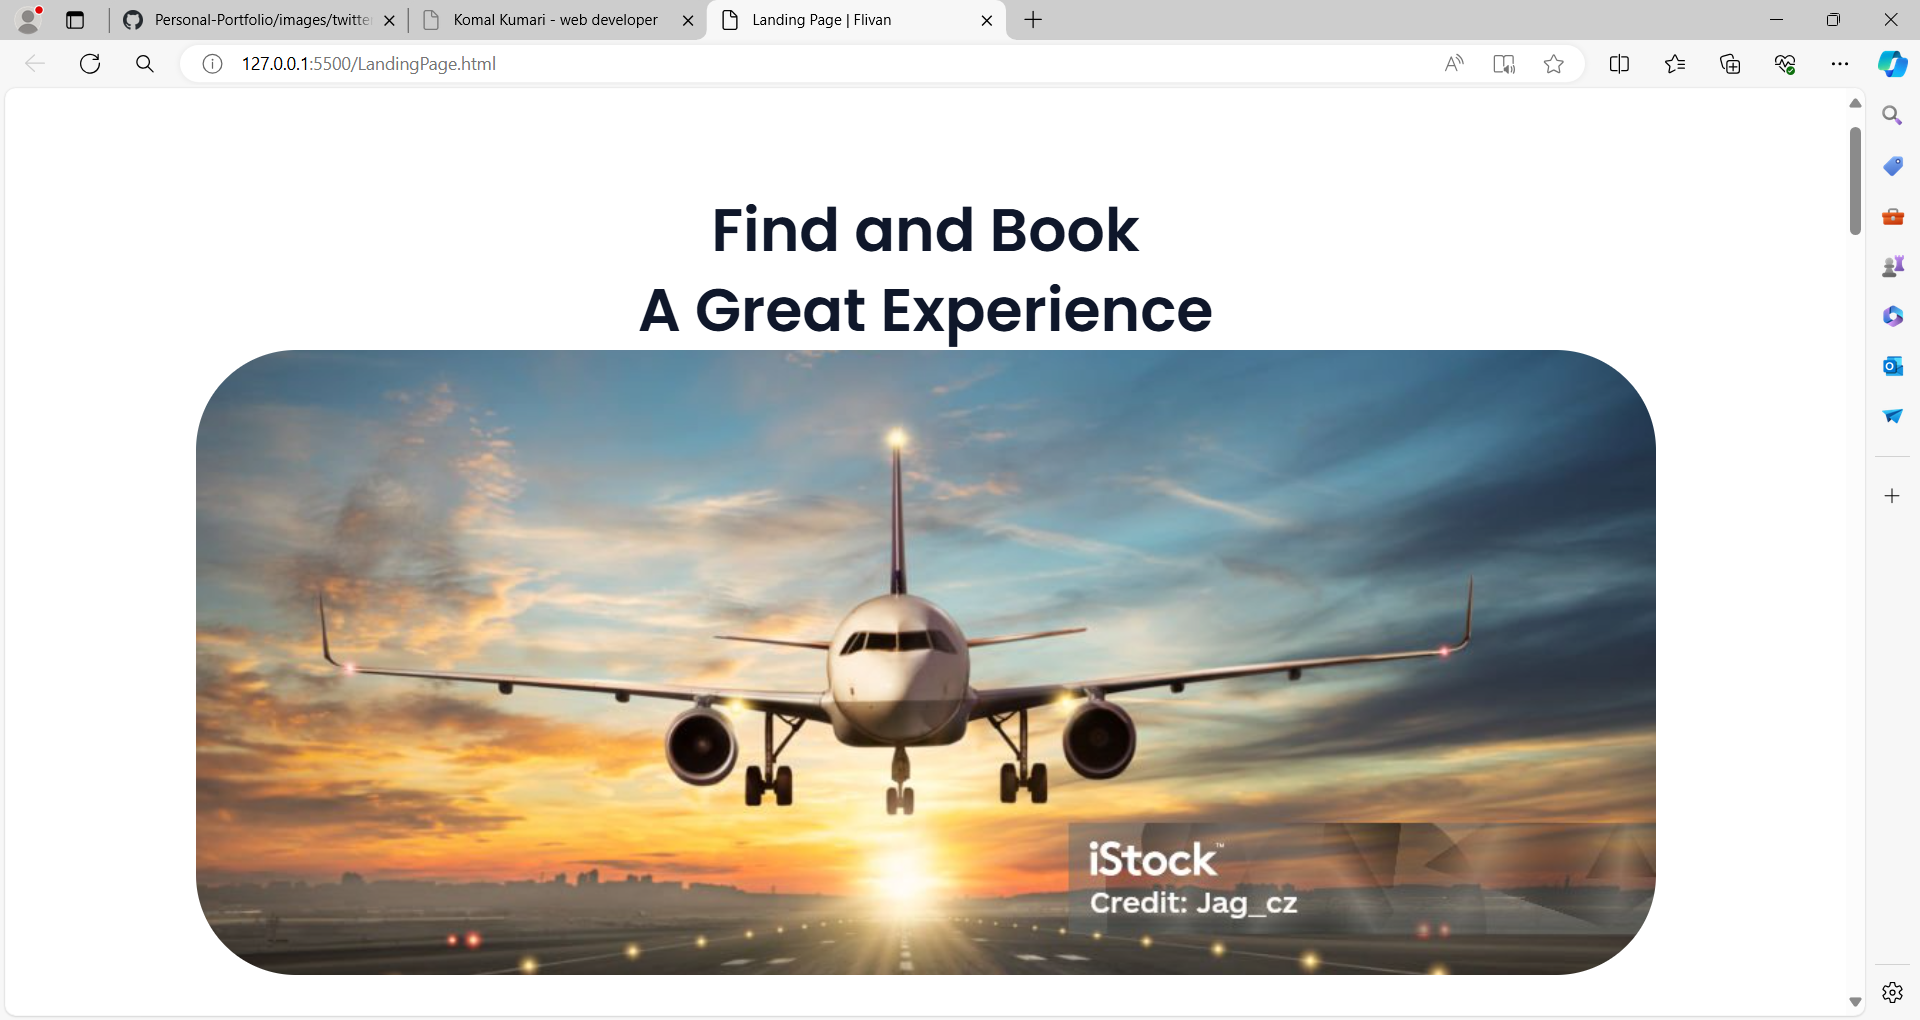 Personal-Portfolio/images/twitte
Komal Kumari - web developer
Landing Page | Flivan
127.0.0.1:5500/LandingPage.html
Find and Book
A Great Experience
iStock™
Credit: Jag_cz